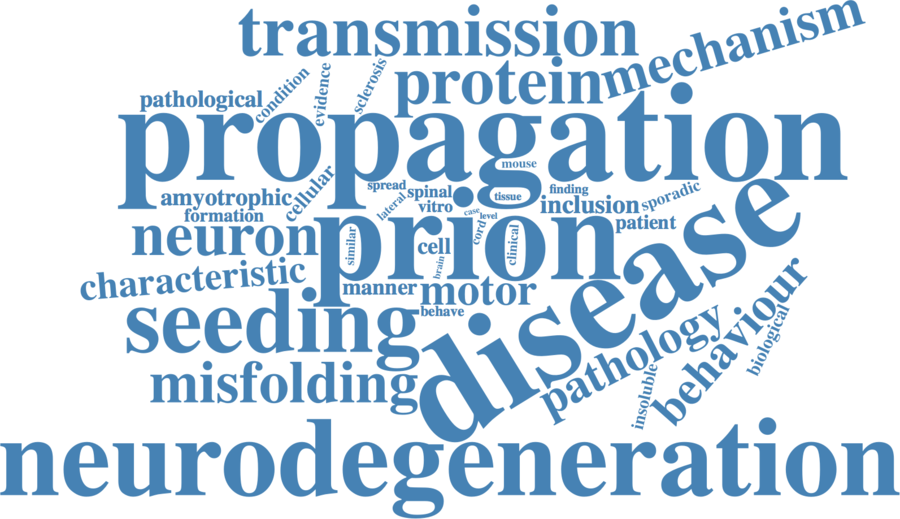 transmission
mechanism
protein
sclerosis
evidence
condition
pathological
propagation
mouse
amyotrophic
cellular
spread
spinal
tissue
finding
sporadic
formation
lateral
vitro
case
level
inclusion
patient
neuron
prion
similar
cell
cord
clinical
brain
disease
characteristic
manner
motor
behave
seeding
pathology
behaviour
biological
misfolding
insoluble
neurodegeneration